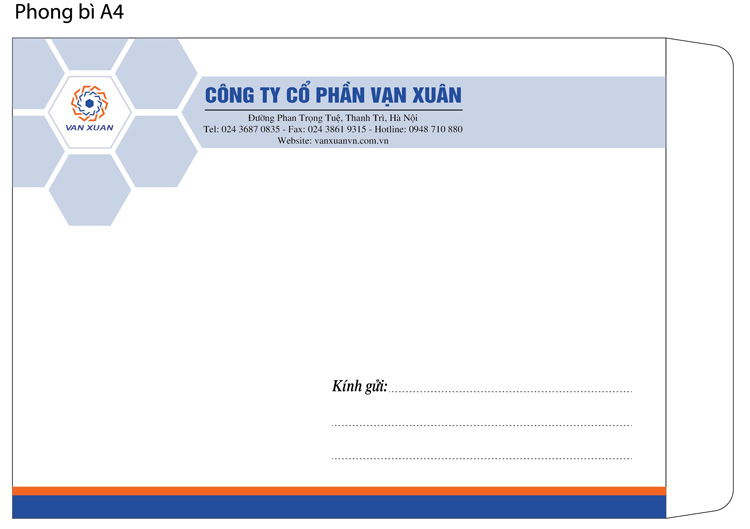 Phong bì A4
CÔNG TY CỔ PHẦN VẠN XUÂN
VAN XUAN
Đường Phan Trọng Tuệ, Thanh Trì, Hà Nội
Tel: 024 3687 0835 - Fax: 024 3861 9315 - Hotline: 0948 710 880
Website: vanxuanvn.com.vn
Kính gửi: